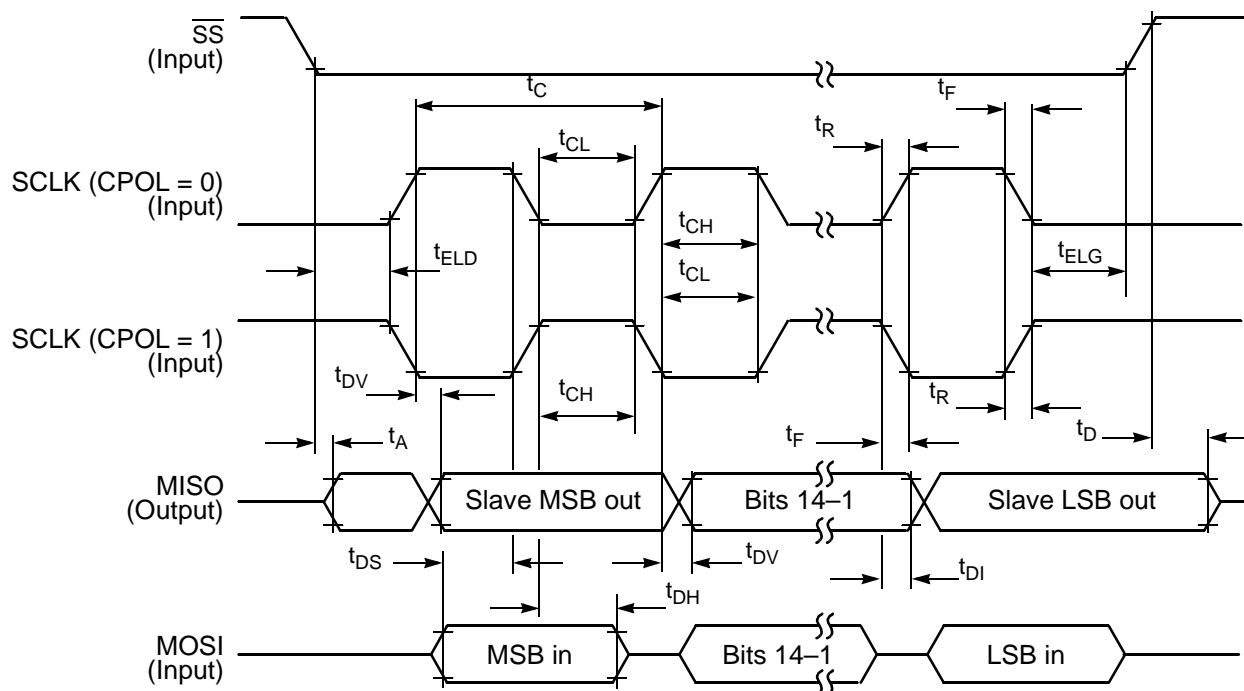 SS
(Input)
tC
tF
tR
tCL
SCLK (CPOL = 0)
(Input)
tCH
tELD
tELG
tCL
SCLK (CPOL = 1)
(Input)
tDV
tCH
tR
tA
tF
tD
MISO
(Output)
Slave MSB out
Bits 14–1
Slave LSB out
tDS
tDV
tDI
tDH
MOSI
(Input)
MSB in
Bits 14–1
LSB in